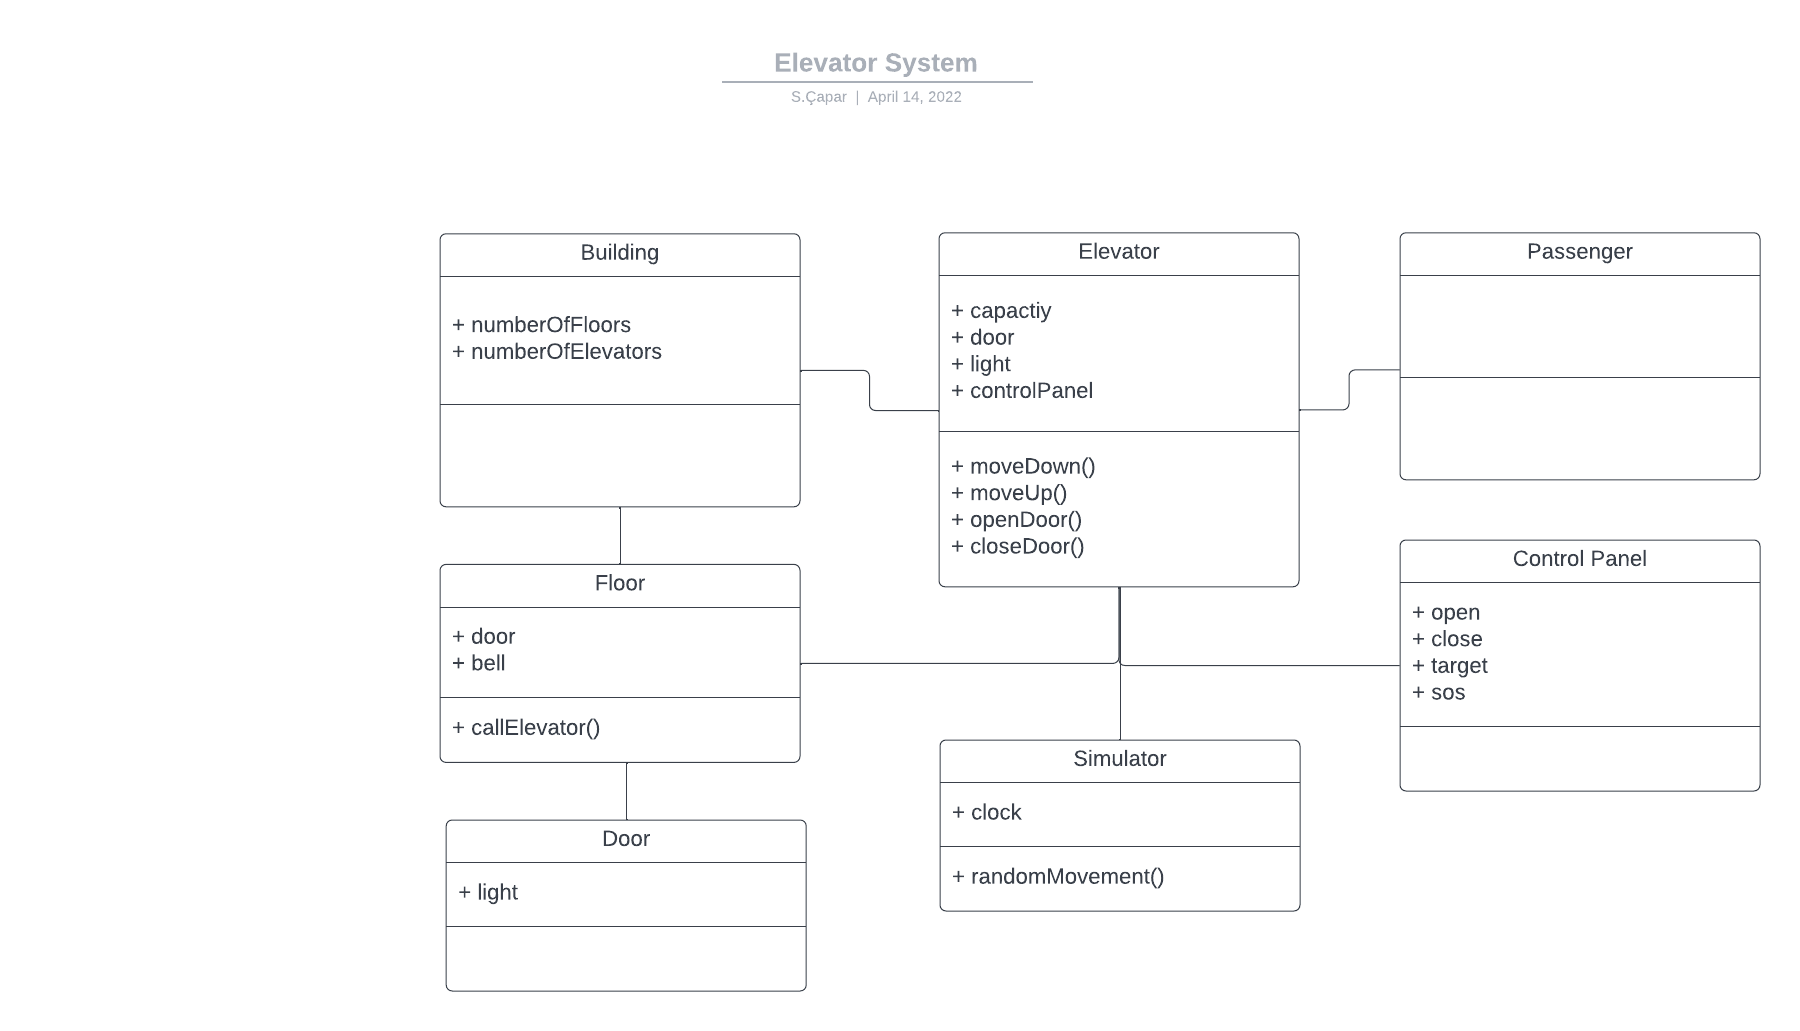 Elevator System
S.Çapar | April 14, 2022
Building
+ numberOfFloors
+ numberOfElevators
Elevator
+ capactiy
+ door
+ light
+ controlPanel
+ moveDown()
+ moveUp()
+ openDoor()
+ closeDoor()
Passenger
Floor
+ door
+ bell
+ callElevator()
Control Panel
+ open
+ close
+ target
+ sos
Door
+ light
Simulator
+ clock
+ randomMovement()